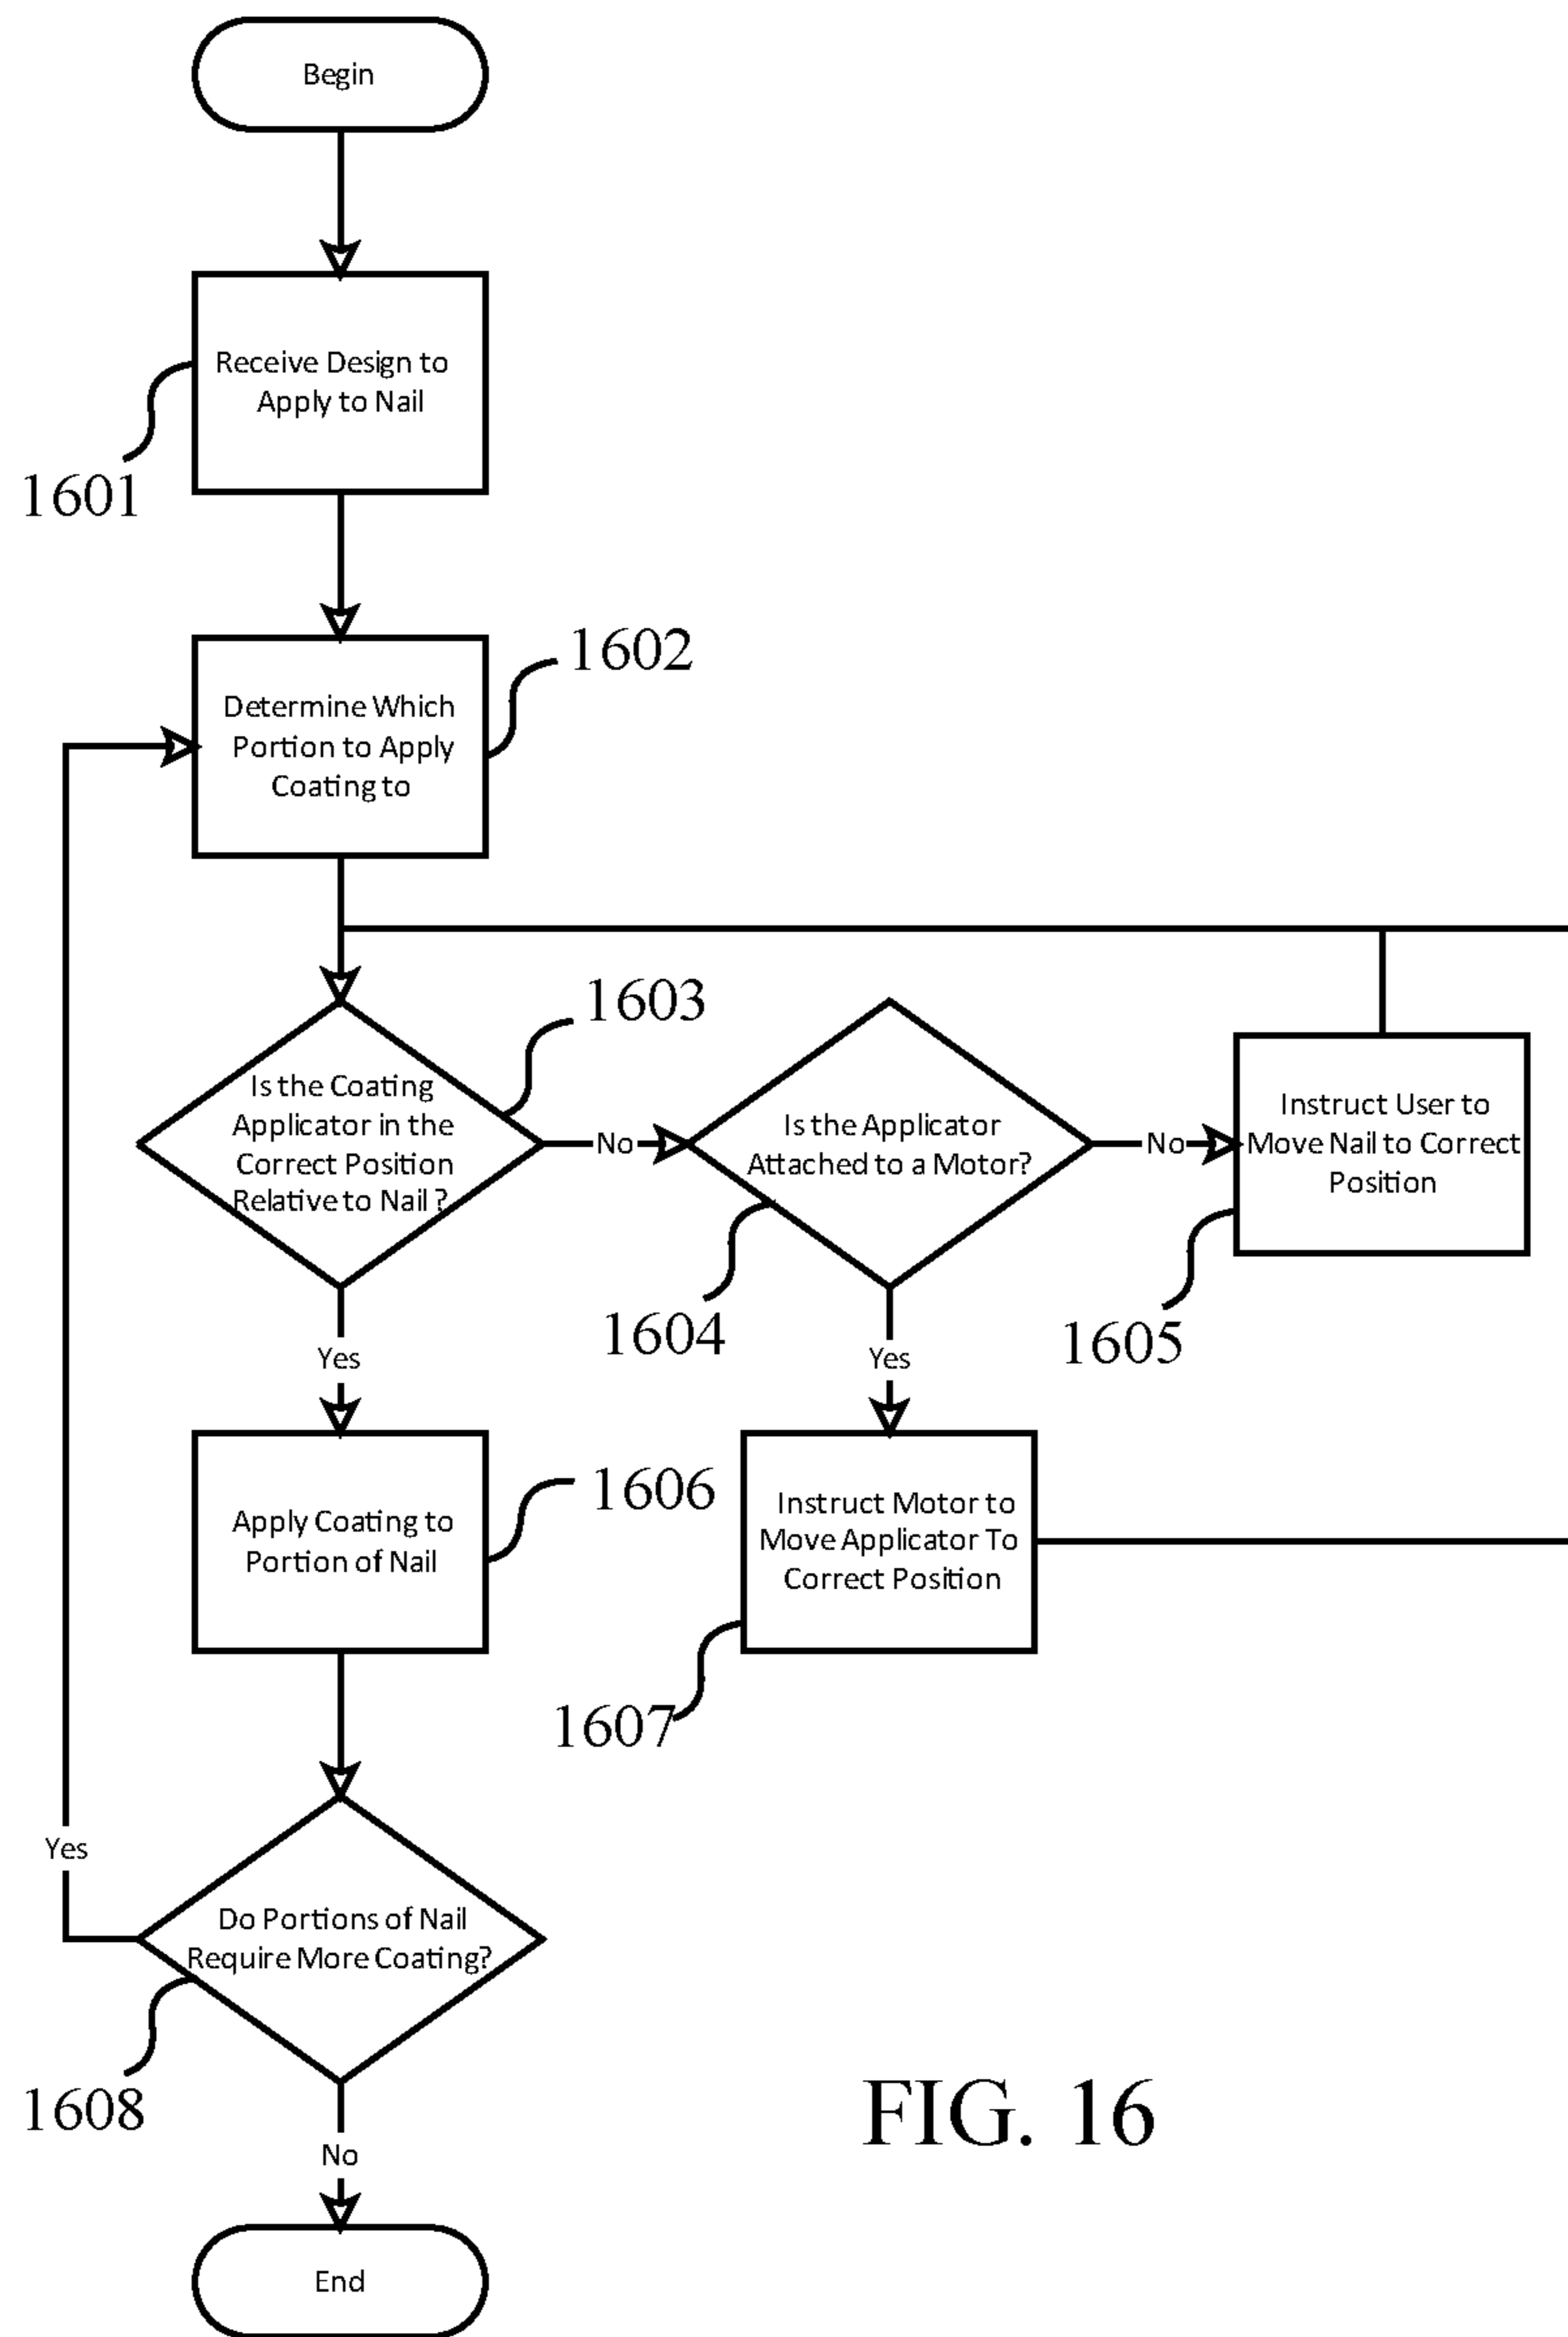 Begin
Receive Design to
Apply to Nail
1601
1602
Determine Which
Portion to Apply
Coating to
1603
Is the Coating
Applicator in the
Correct Position
Relative to Nail ?
No
Is the Applicator
Attached to a Motor?
No
Instruct User to
Move Nail to Correct
Position
1604
1605
Yes
Yes
1606
Apply Coating to
Portion of Nail
Instruct Motor to
Move Applicator To
Correct Position
1607
Yes
Do Portions of Nail
Require More Coating?
1608
No
End
FIG. 16